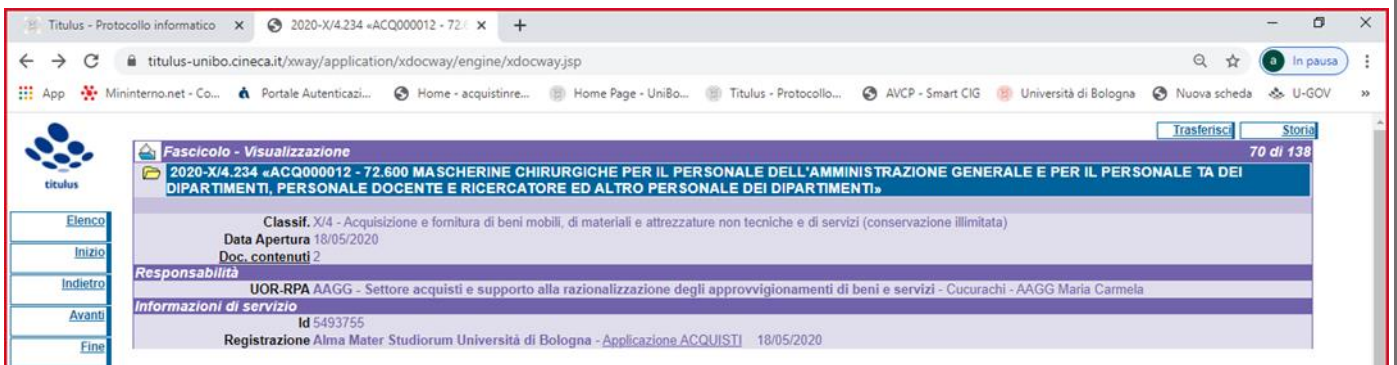 Titulus - Protocollo informatico
2020-X/4.234 «ACQ000012 - 72.(
titulus-unibo.cineca.it/xway/application/xdocway/engine/xdocway.jsp
a In pausa
App Mininterno.net - Co... Portale Autenticazi... Home - acquistinre... Home Page - UniBo... Titulus - Protocollo... AVCP - Smart CIG Università di Bologna Nuova scheda U-GOV »
Trasferisci Storia
Fascicolo - Visualizzazione 70 di 138
2020-X/4.234 «ACQ000012 - 72.600 MASCHERINE CHIRURGICHE PER IL PERSONALE DELL'AMMINISTRAZIONE GENERALE E PER IL PERSONALE TA DEI
DIPARTIMENTI, PERSONALE DOCENTE E RICERCATORE ED ALTRO PERSONALE DEI DIPARTIMENTI»
titulus
Elenco
Inizio
Indietro
Avanti
Fine
Classif. X/4 - Acquisizione e fornitura di beni mobili, di materiali e attrezzature non tecniche e di servizi (conservazione illimitata)
Data Apertura 18/05/2020
Doc. contenuti 2
Responsabilità
UOR-RPA AAGG - Settore acquisti e supporto alla razionalizzazione degli approvvigionamenti di beni e servizi - Cucurachi - AAGG Maria Carmela
Informazioni di servizio
Id 5493755
Registrazione Alma Mater Studiorum Università di Bologna - Applicazione ACQUISTI 18/05/2020